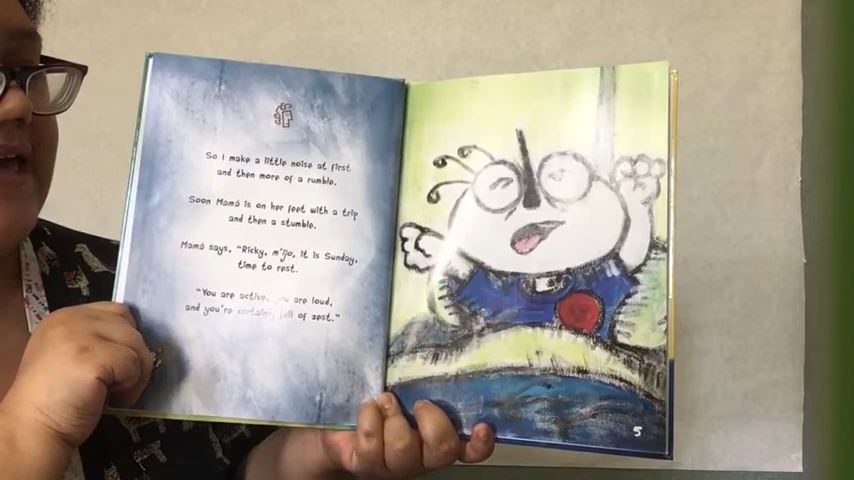 So I make a little noise at first
and then more of a rumble.
Soon Mamá is on her feet with a trip
and then a stumble.
Mamá says, "Ricky, m'ijo, it is Sunday,
time to rest.
"You are active, you are loud,
and you're certainly full of zest."
5